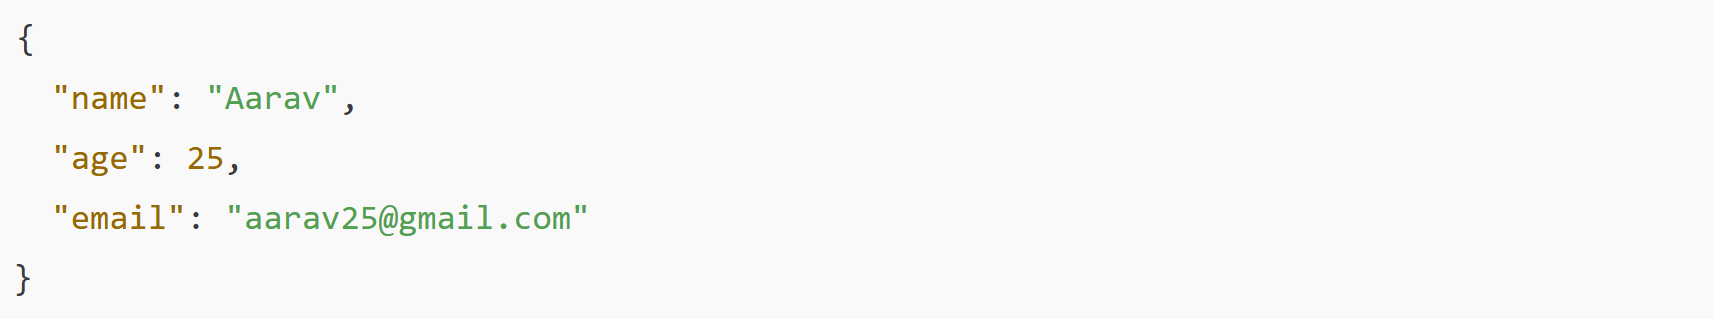 {
  "name": "Aarav",
  "age": 25,
  "email": "aarav25@gmail.com"
}